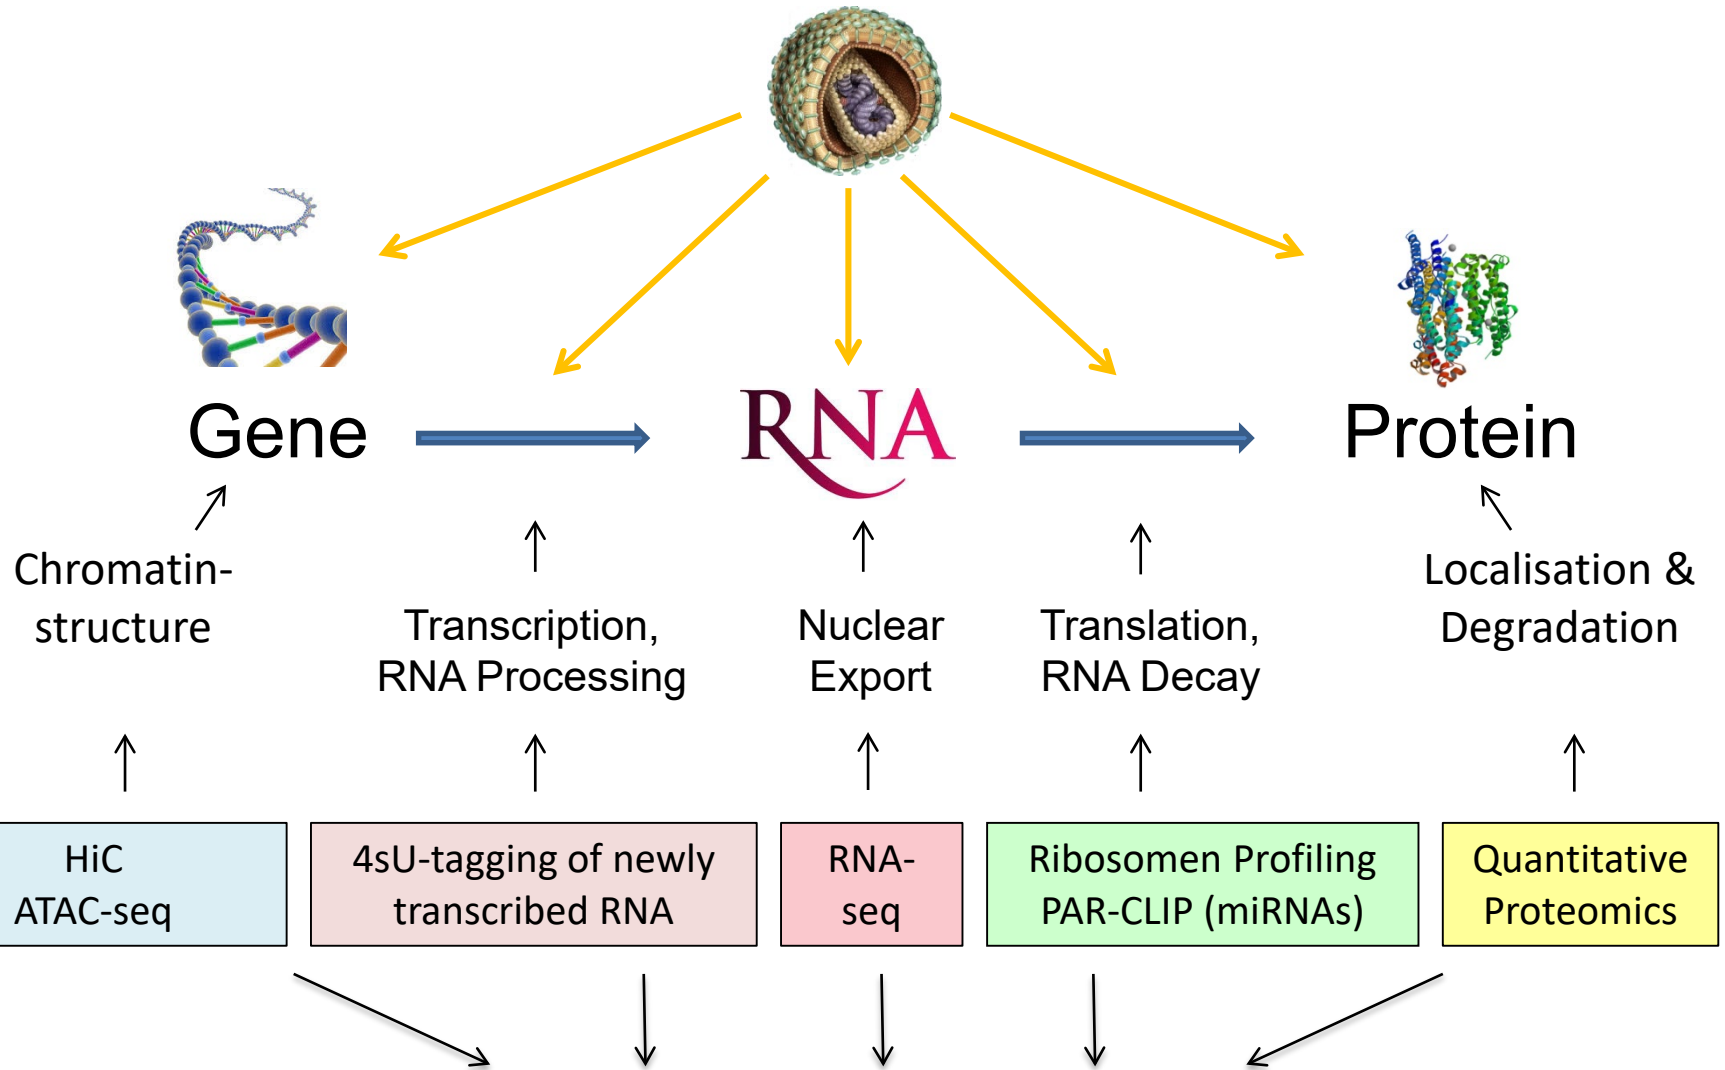 Gene
RNA
Protein
Chromatin-
structure
Transcription,
RNA Processing
Nuclear
Export
Translation,
RNA Decay
Localisation &
Degradation
HiC
ATAC-seq
4sU-tagging of newly
transcribed RNA
RNA-
seq
Ribosomen Profiling
PAR-CLIP (miRNAs)
Quantitative
Proteomics